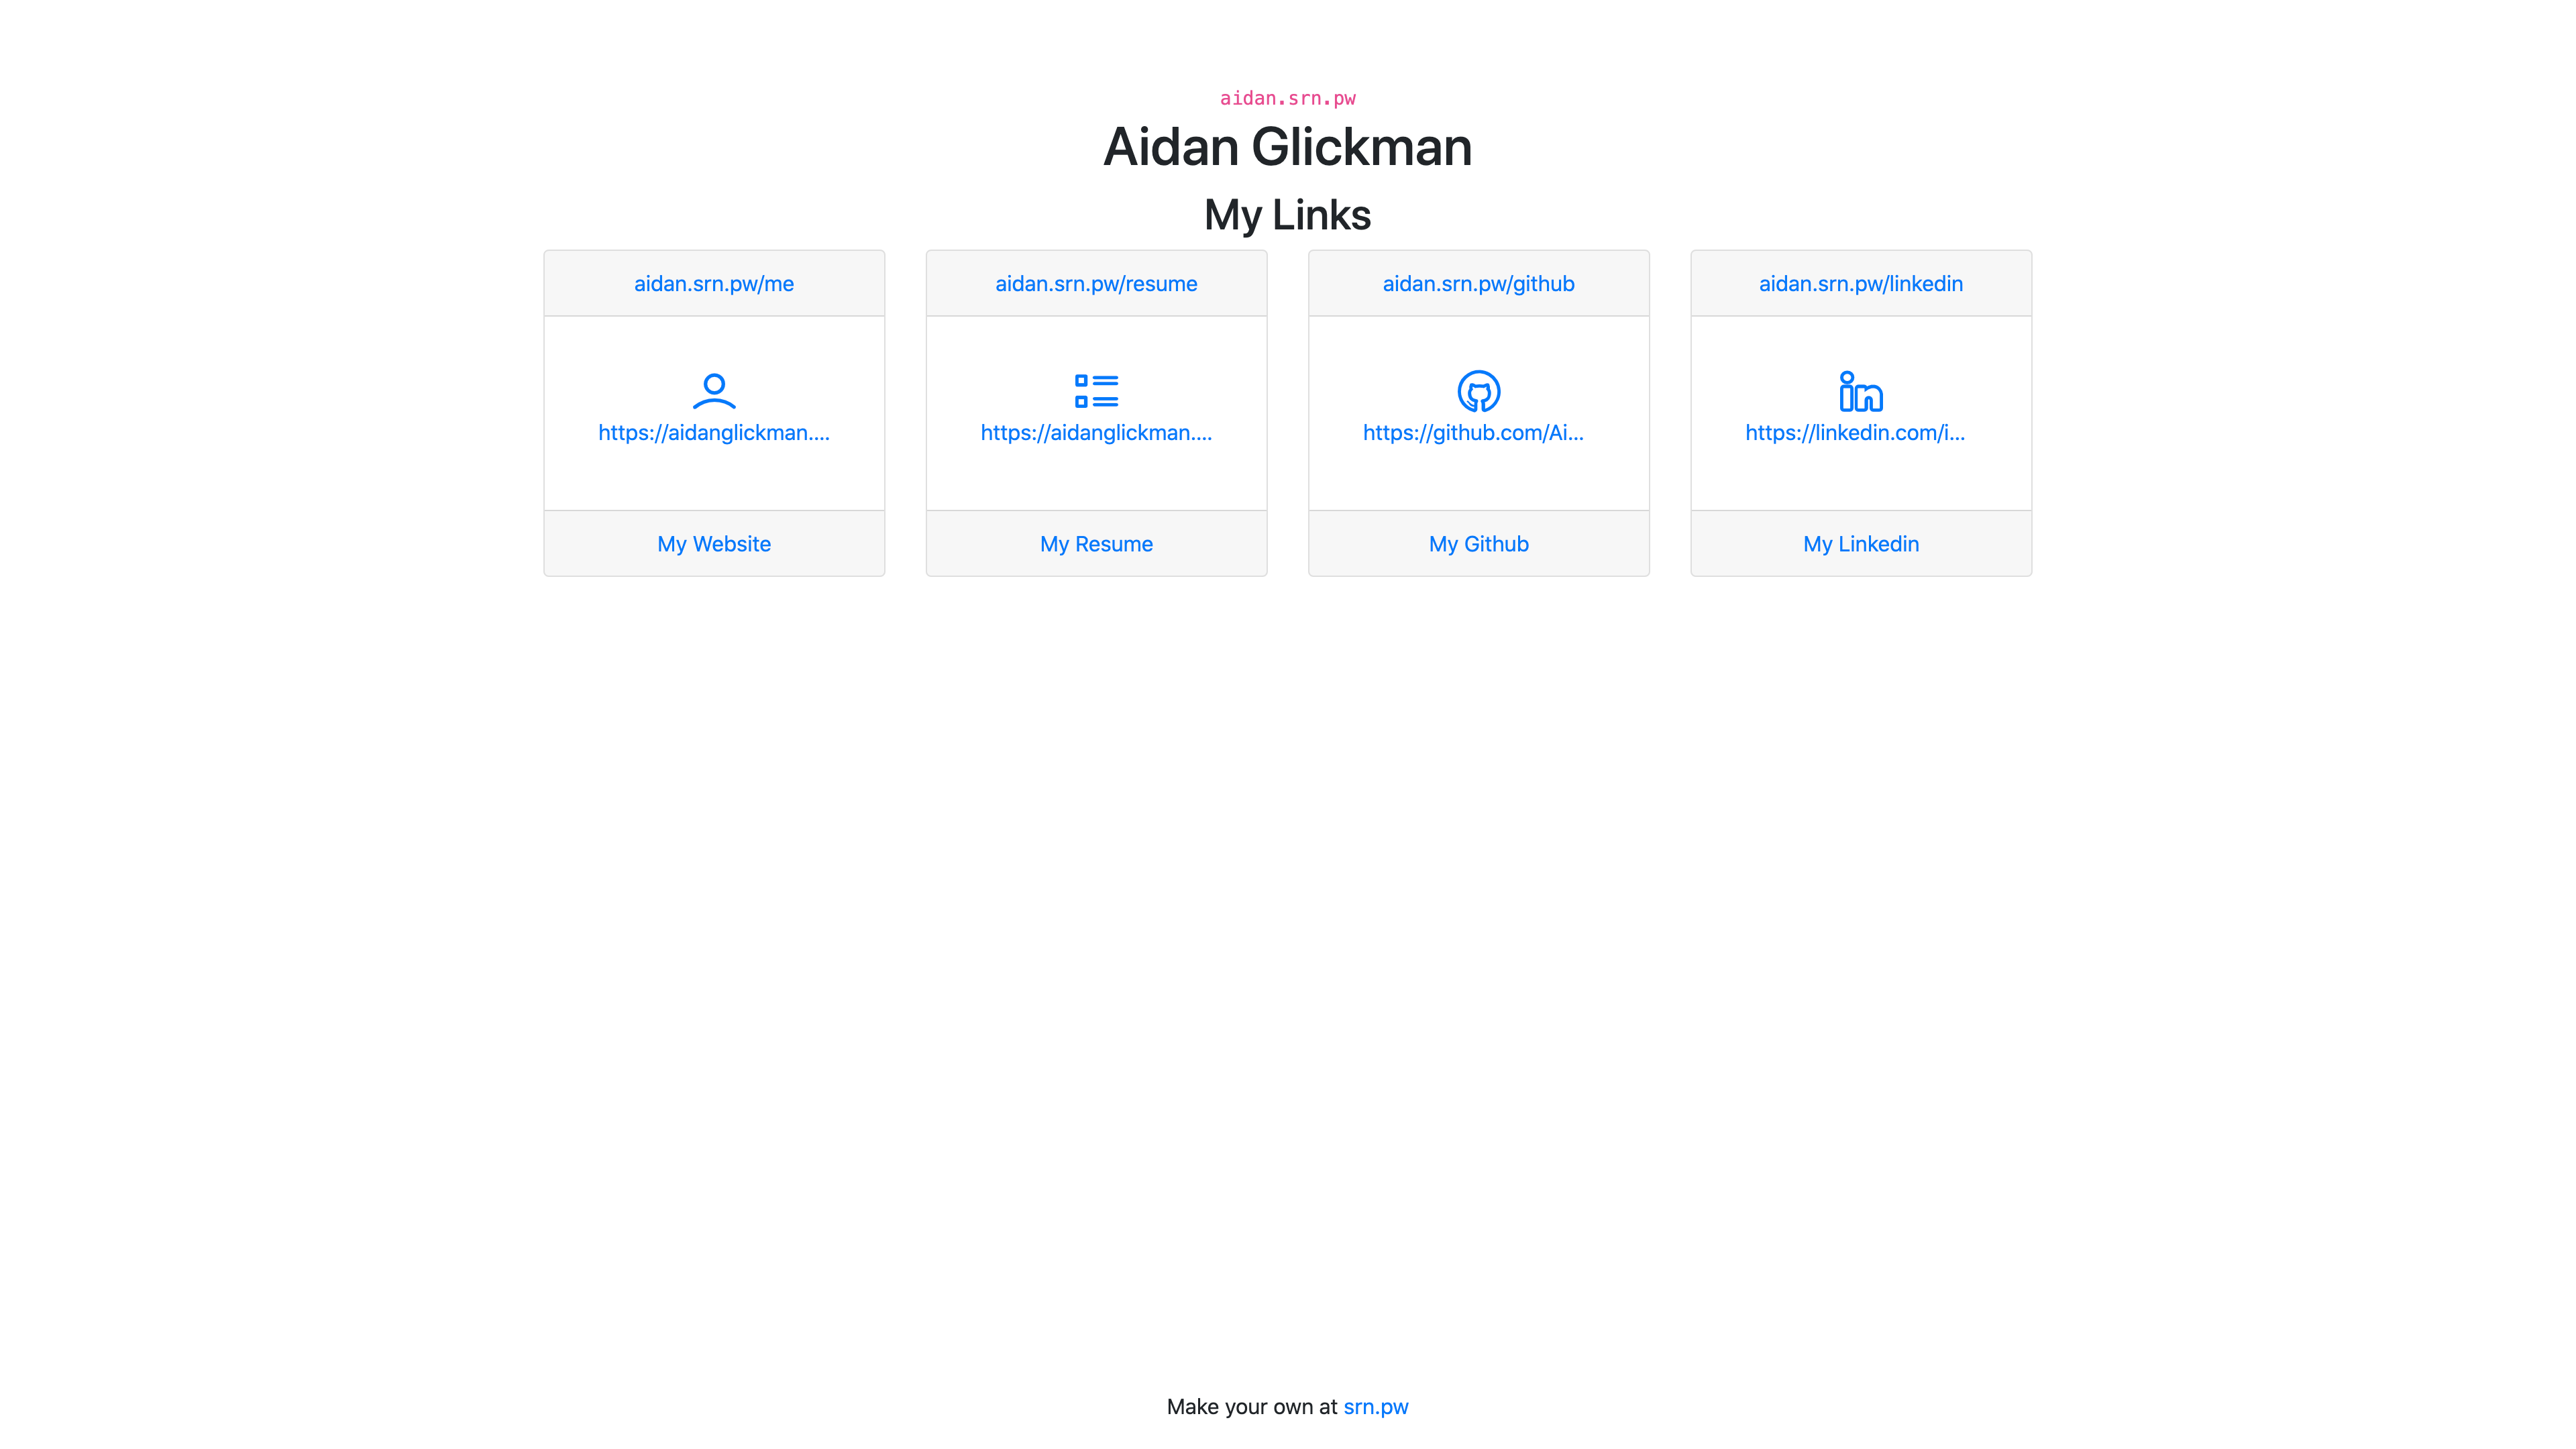 aidan.srn.pw
Aidan Glickman
My Links
aidan.srn.pw/me
https://aidanglickman....
My Website
aidan.srn.pw/resume
https://aidanglickman....
My Resume
aidan.srn.pw/github
https://github.com/Ai...
My Github
aidan.srn.pw/linkedin
https://linkedin.com/i...
My Linkedin
Make your own at srn.pw